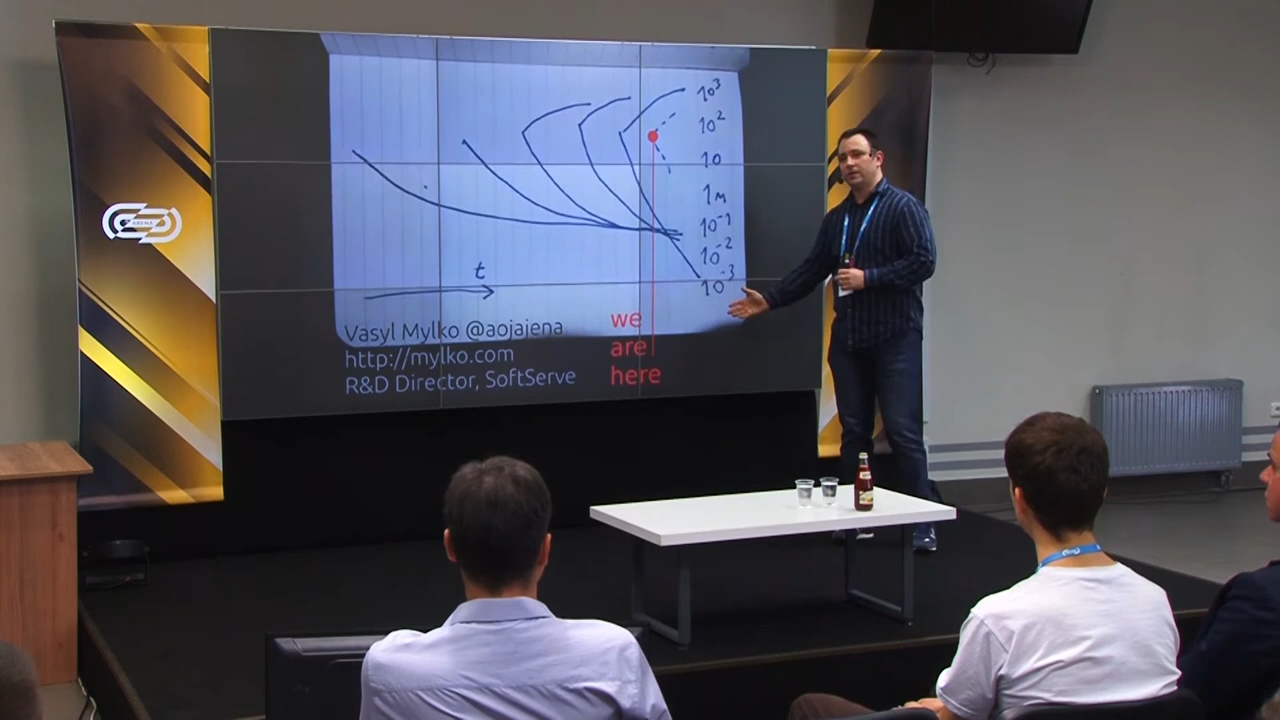 10³
10²
10
1м
10⁻¹
10⁻²
10⁻³
t
Vasyl Mylko @aojajena
http://mylko.com
R&D Director, SoftServe
we
are
here
ARENA